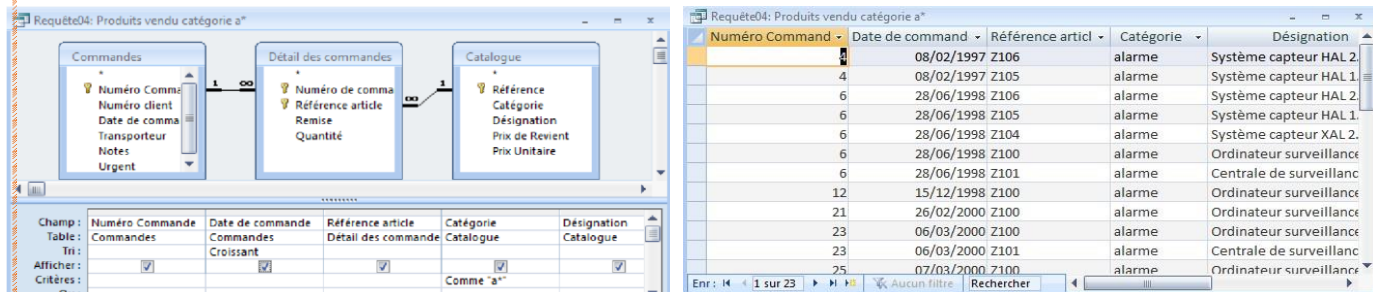 Requête04: Produits vendu catégorie a*
Commandes
*
Numéro Comma
Numéro client
Date de comma
Transporteur
Notes
Urgent
1 ∞
Détail des commandes
*
Numéro de comma
Référence article
Remise
Quantité
∞ 1
Catalogue
*
Référence
Catégorie
Désignation
Prix de Revient
Prix Unitaire
Champ : Numéro Commande Date de commande Référence article Catégorie Désignation
Table : Commandes Commandes Détail des commande Catalogue Catalogue
Tri : Croissant
Afficher :
Critères : Comme "a*"
Requête04: Produits vendu catégorie a*
Numéro Command Date de command Référence articl Catégorie Désignation
4 08/02/1997 Z106 alarme Système capteur HAL 2.
4 08/02/1997 Z105 alarme Système capteur HAL 1.
6 28/06/1998 Z106 alarme Système capteur HAL 2.
6 28/06/1998 Z105 alarme Système capteur HAL 1.
6 28/06/1998 Z104 alarme Système capteur XAL 2.
6 28/06/1998 Z100 alarme Ordinateur surveillance
6 28/06/1998 Z101 alarme Centrale de surveillanc
12 15/12/1998 Z100 alarme Ordinateur surveillance
21 26/02/2000 Z100 alarme Ordinateur surveillance
23 06/03/2000 Z100 alarme Ordinateur surveillance
23 06/03/2000 Z101 alarme Centrale de surveillanc
25 07/03/2000 Z100 alarme Ordinateur surveillance
Enr : 1 sur 23 Aucun filtre Rechercher